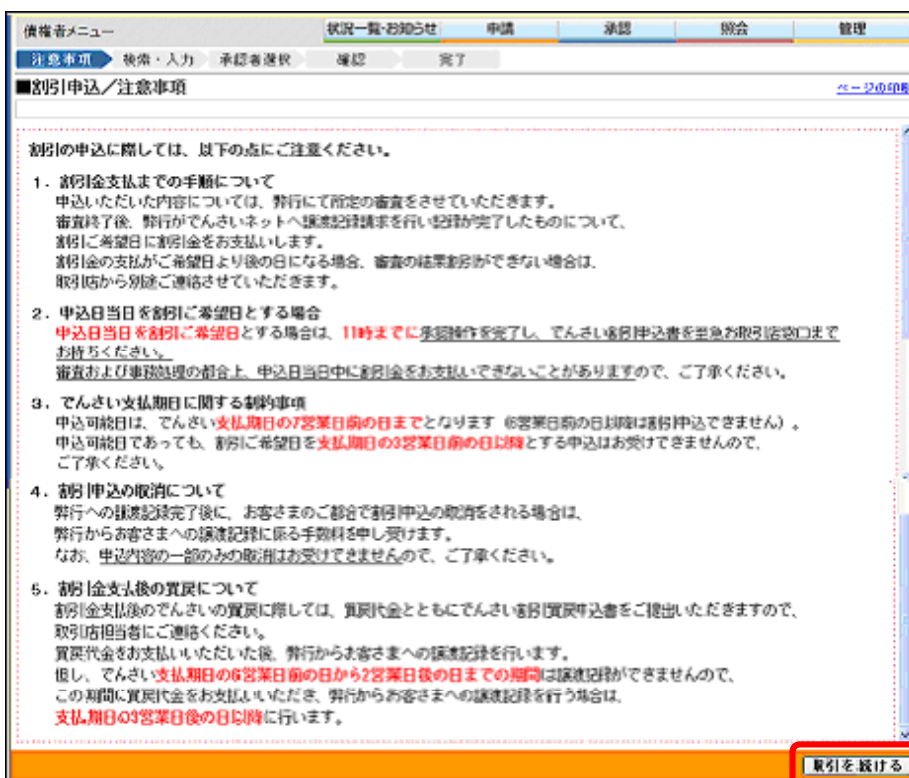 債権者メニュー
状況一覧・お知らせ 申請 承認 照会 管理
注意事項 検索・入力 承認者選択 確認 完了
■割引申込／注意事項
ページの印刷
割引の申込に際しては、以下の点にご注意ください。
1．割引金支払までの手順について
申込いただいた内容については、弊行にて所定の審査をさせていただきます。
審査終了後、弊行がでんさいネットへ譲渡記録請求を行い記録が完了したものについて、
割引ご希望日に割引金をお支払いします。
割引金の支払がご希望日より後の日になる場合、審査の結果割引ができない場合は、
取引店から別途ご連絡させていただきます。
2．申込日当日を割引ご希望日とする場合
申込日当日を割引ご希望日とする場合は、11時までに承認操作を完了し、でんさい割引申込書を至急お取引店窓口まで
お持ちください。
審査および事務処理の都合上、申込日当日中に割引金をお支払いできないことがありますので、ご了承ください。
3．でんさい支払期日に関する制約事項
申込可能日は、でんさい支払期日の7営業日前の日までとなります（6営業日前の日以降は割引申込できません）。
申込可能日であっても、割引ご希望日を支払期日の3営業日前の日以降とする申込はお受けできませんので、
ご了承ください。
4．割引申込の取消について
弊行への譲渡記録完了後に、お客さまのご都合で割引申込の取消をされる場合は、
弊行からお客さまへの譲渡記録に係る手数料を申し受けます。
なお、申込内容の一部のみの取消はお受けできませんので、ご了承ください。
5．割引金支払後の買戻について
割引金支払後のでんさいの買戻に際しては、買戻代金とともにでんさい割引買戻申込書をご提出いただきますので、
取引店担当者にご連絡ください。
買戻代金をお支払いいただいた後、弊行からお客さまへの譲渡記録を行います。
但し、でんさい支払期日の6営業日前の日から2営業日後の日までの期間は譲渡記録ができませんので、
この期間に買戻代金をお支払いいただき、弊行からお客さまへの譲渡記録を行う場合は、
支払期日の3営業日後の日以降に行います。
取引を続ける